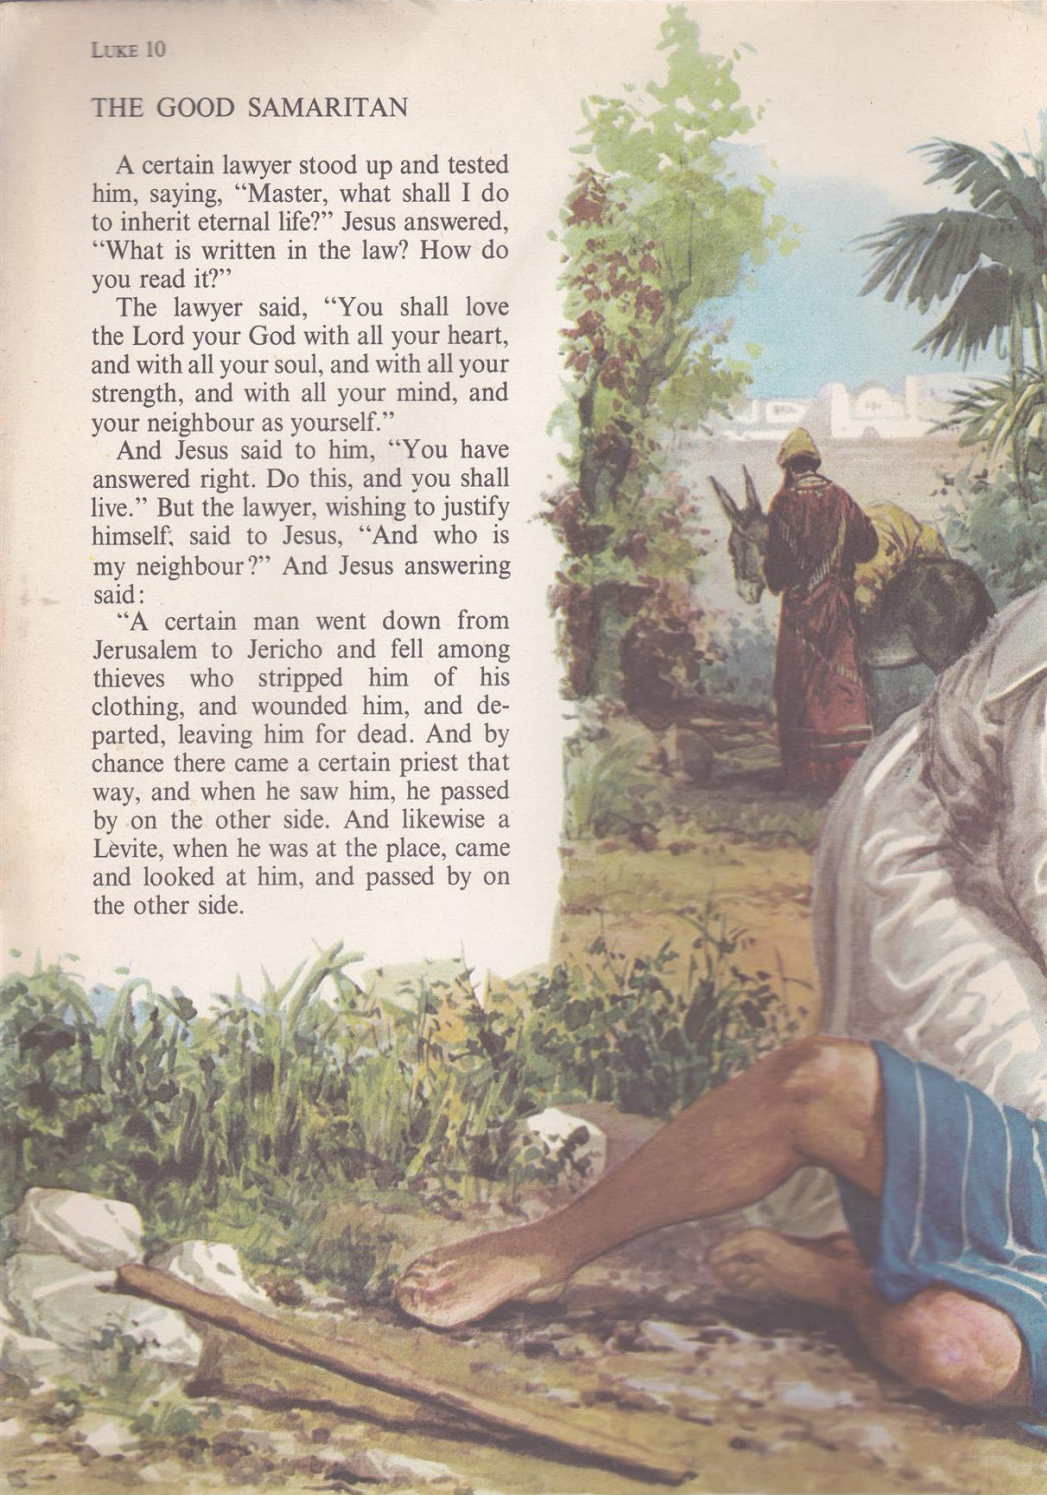 LUKE 10
THE GOOD SAMARITAN
A certain lawyer stood up and tested
him, saying, “Master, what shall I do
to inherit eternal life?” Jesus answered,
“What is written in the law? How do
you read it?”
The lawyer said, “You shall love
the Lord your God with all your heart,
and with all your soul, and with all your
strength, and with all your mind, and
your neighbour as yourself.”
And Jesus said to him, “You have
answered right. Do this, and you shall
live.” But the lawyer, wishing to justify
himself, said to Jesus, “And who is
my neighbour?” And Jesus answering
said:
“A certain man went down from
Jerusalem to Jericho and fell among
thieves who stripped him of his
clothing, and wounded him, and de-
parted, leaving him for dead. And by
chance there came a certain priest that
way, and when he saw him, he passed
by on the other side. And likewise a
Levite, when he was at the place, came
and looked at him, and passed by on
the other side.